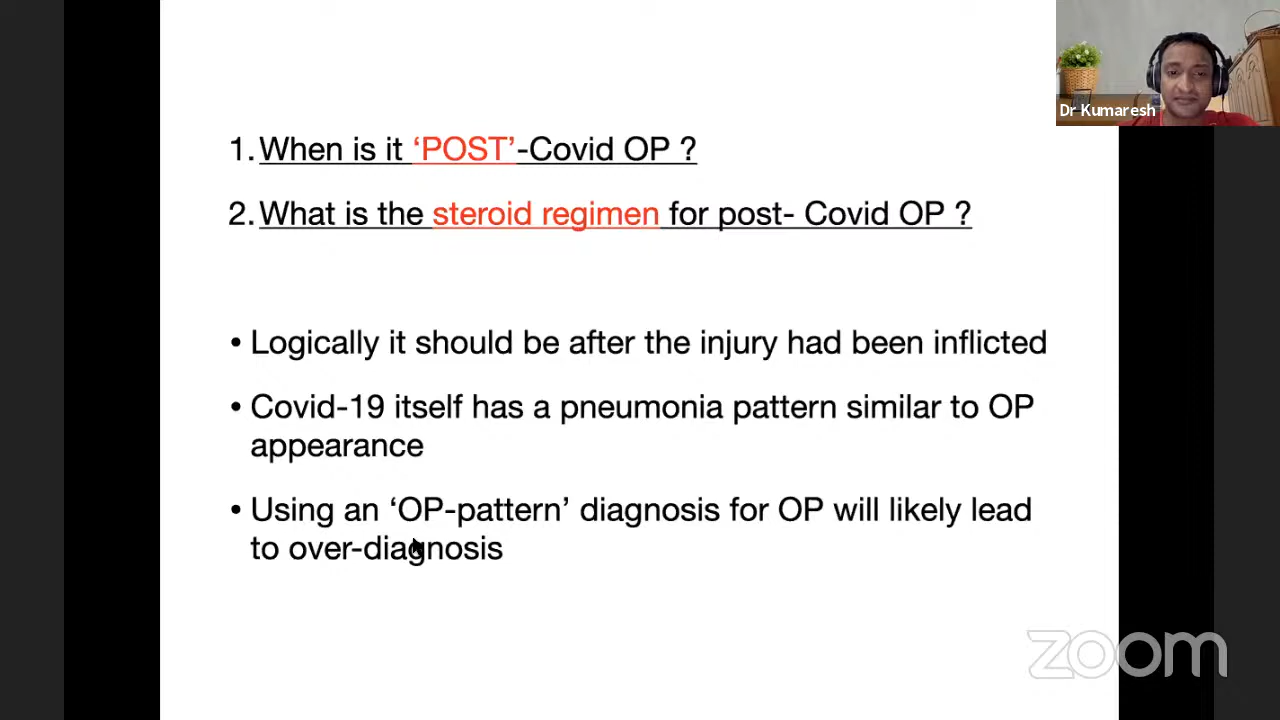 Dr Kumaresh
1. When is it ‘POST’-Covid OP ?
2. What is the steroid regimen for post- Covid OP ?
• Logically it should be after the injury had been inflicted
• Covid-19 itself has a pneumonia pattern similar to OP
appearance
• Using an ‘OP-pattern’ diagnosis for OP will likely lead
to over-diagnosis
zoom